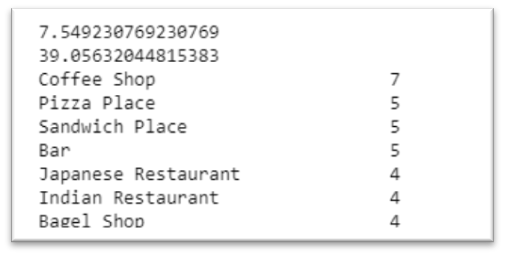 7.549230769230769
39.05632044815383
Coffee Shop 7
Pizza Place 5
Sandwich Place 5
Bar 5
Japanese Restaurant 4
Indian Restaurant 4
Bagel Shop 4